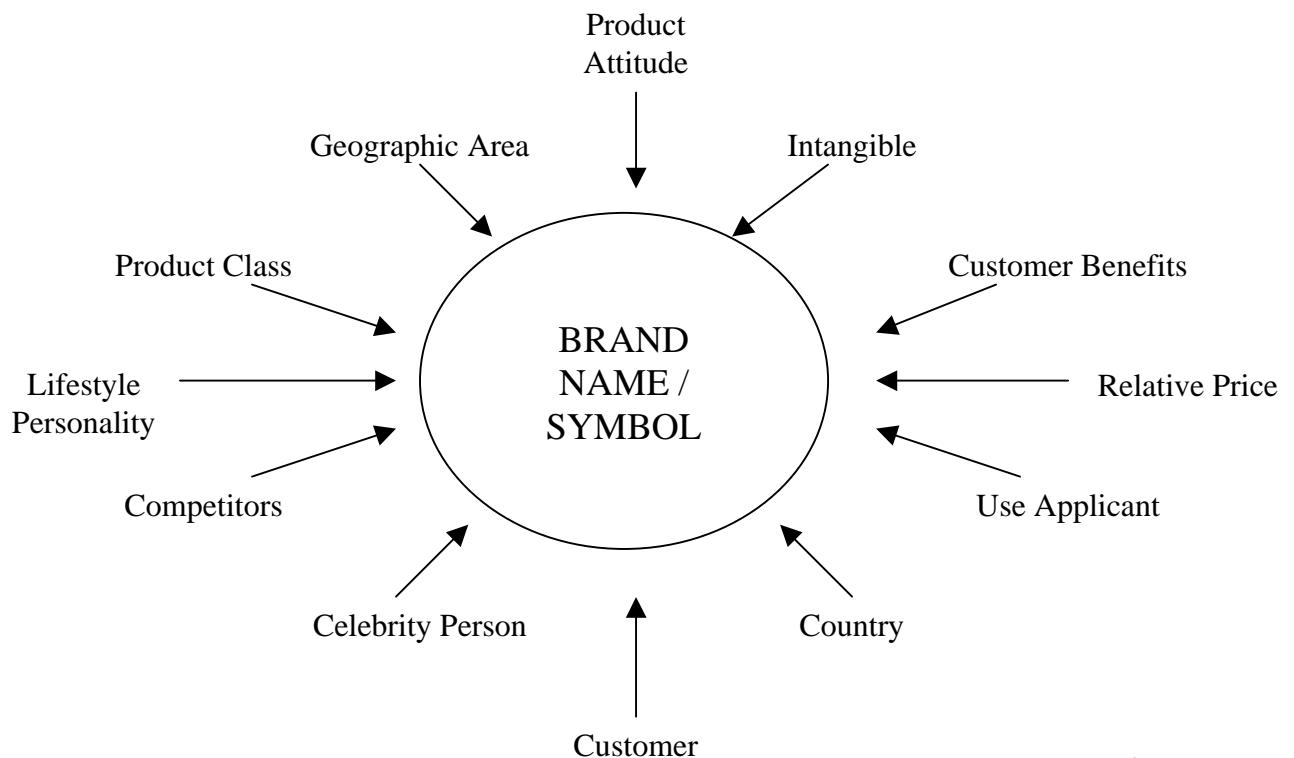 Product
Attitude
Geographic Area
Intangible
Product Class
Customer Benefits
BRAND
NAME /
SYMBOL
Lifestyle
Personality
Relative Price
Competitors
Use Applicant
Celebrity Person
Country
Customer